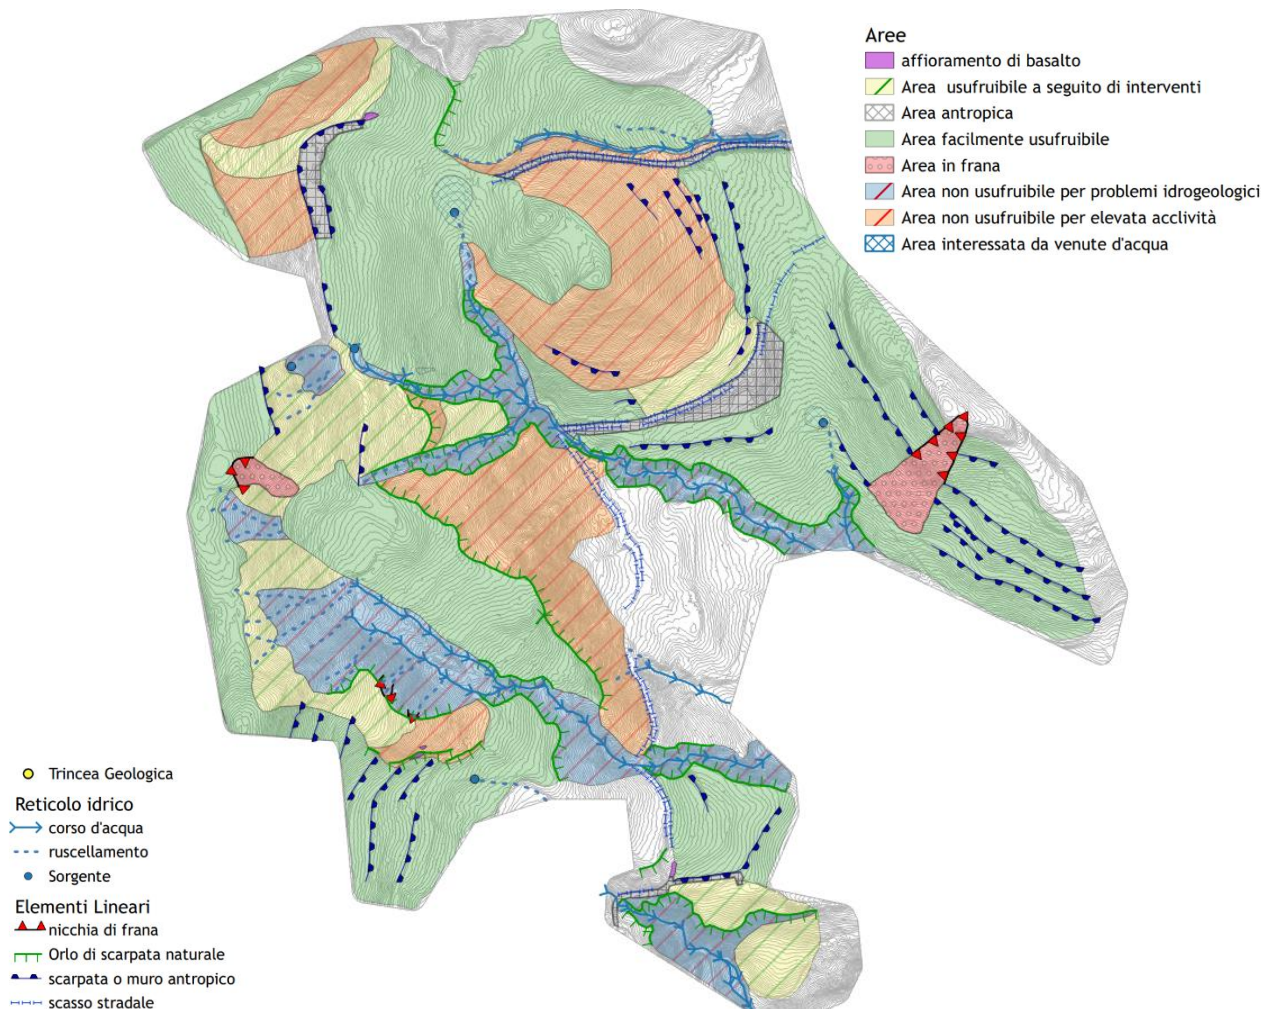 Aree
affioramento di basalto
Area usufruibile a seguito di interventi
Area antropica
Area facilmente usufruibile
Area in frana
Area non usufruibile per problemi idrogeologici
Area non usufruibile per elevata acclività
Area interessata da venute d'acqua
Trincea Geologica
Reticolo idrico
corso d'acqua
ruscellamento
Sorgente
Elementi Lineari
nicchia di frana
Orlo di scarpata naturale
scarpata o muro antropico
scasso stradale